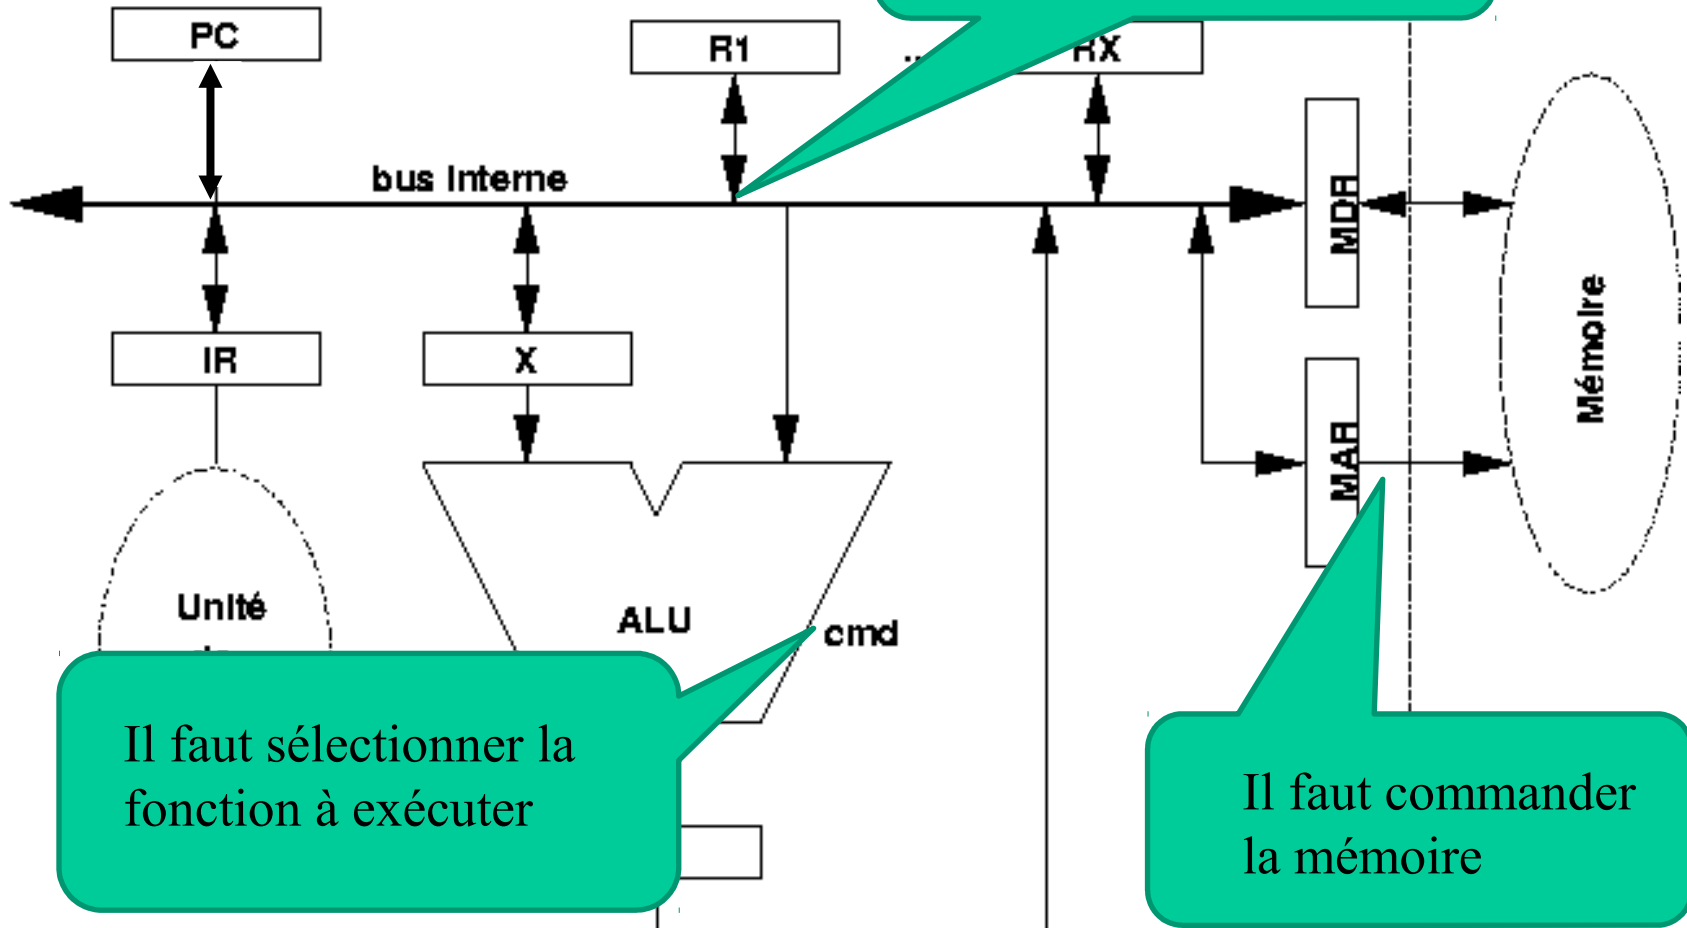 PC
R1
...
RX
bus Interne
MDR
IR
X
Mémoire
MAR
Unité
ALU
cmd
Il faut sélectionner la
fonction à exécuter
Il faut commander
la mémoire